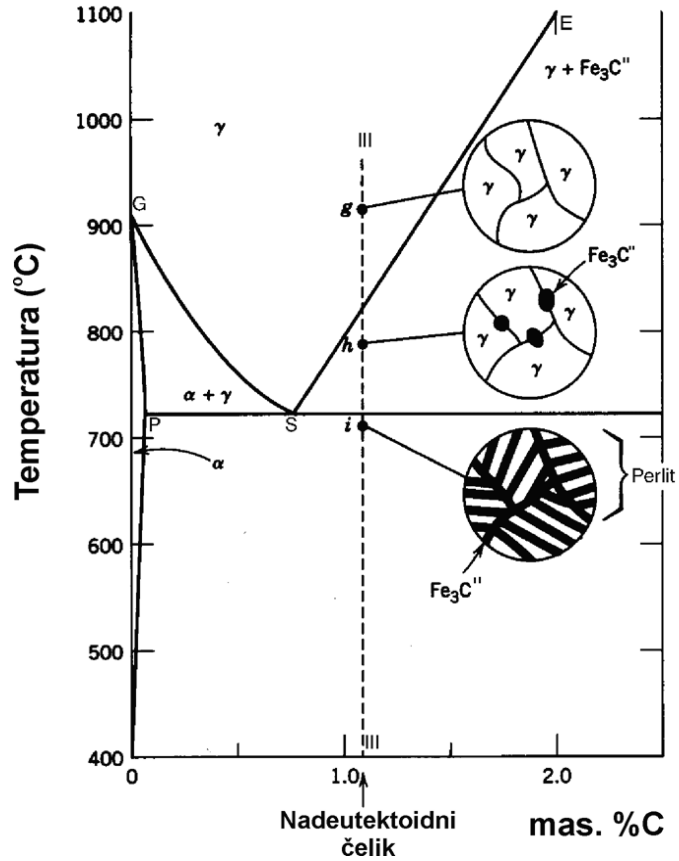 1100
E
γ + Fe₃C''
γ
1000
III
γ
γ
γ
g
γ
G
900
Fe₃C''
γ
γ
800
γ
h
γ
α + γ
P
S
700
i
α
Perlit
600
Fe₃C''
500
400
III
0
1.0
2.0
Temperatura (°C)
Nadeutektoidni
čelik
mas. %C